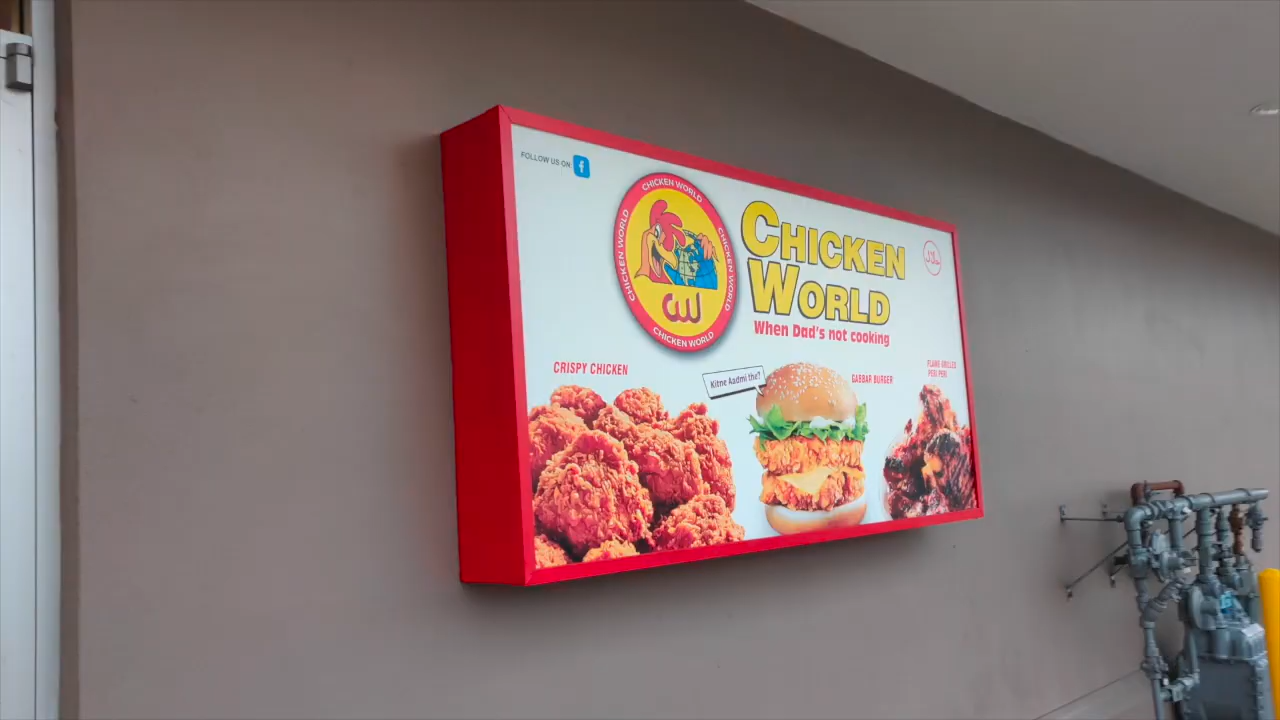 FOLLOW US ON: f
CHICKEN WORLD
CHICKEN WORLD
CHICKEN WORLD
CHICKEN WORLD
CW
CHICKEN
WORLD
When Dad's not cooking
حلال
CRISPY CHICKEN
Kitne Aadmi the?
GABBAR BURGER
FLAME GRILLED
PERI PERI